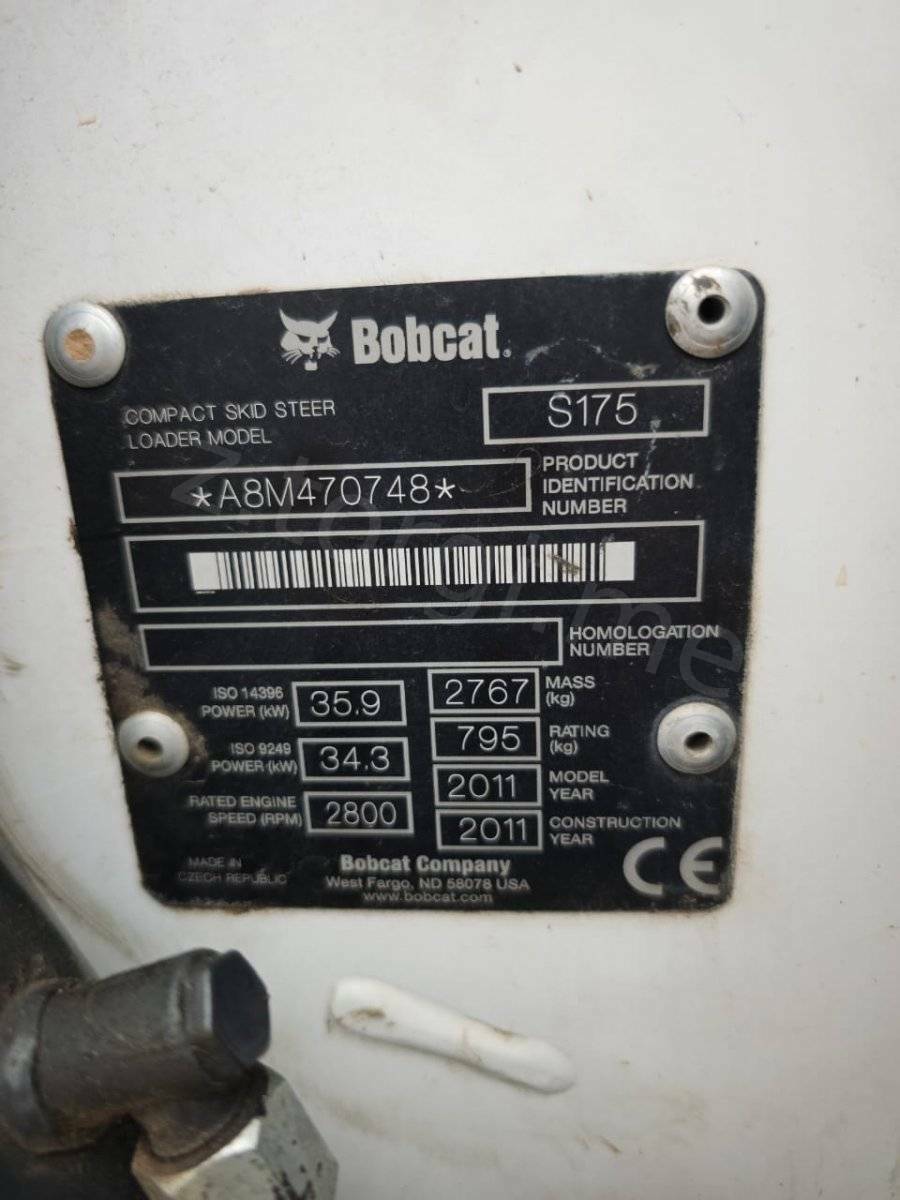 Bobcat.
COMPACT SKID STEER
LOADER MODEL
S175
*A8M470748*
PRODUCT
IDENTIFICATION
NUMBER
HOMOLOGATION
NUMBER
ISO 14396
POWER (kW)
35.9
2767
MASS
(kg)
ISO 9249
POWER (kW)
34.3
795
RATING
(kg)
RATED ENGINE
SPEED (RPM)
2800
2011
MODEL
YEAR
2011
CONSTRUCTION
YEAR
MADE IN
CZECH REPUBLIC
Bobcat Company
West Fargo, ND 58078 USA
www.bobcat.com
CE